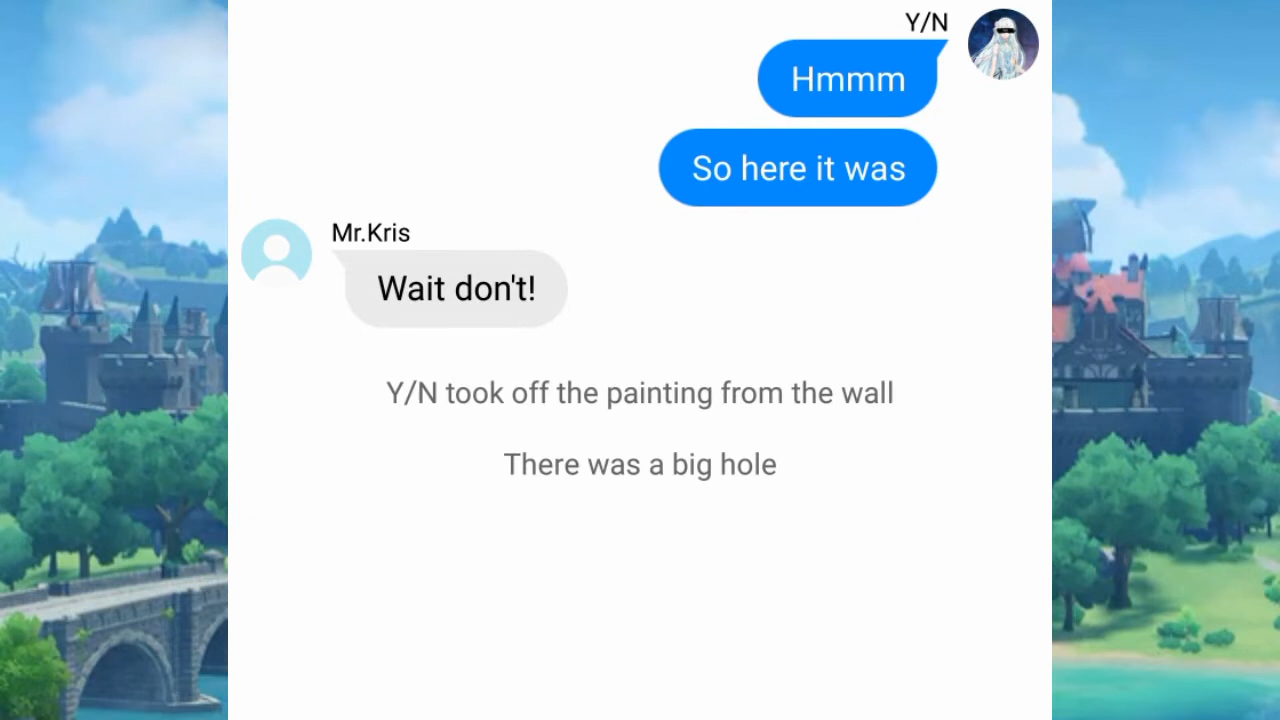 Y/N
Hmmm
So here it was
Mr.Kris
Wait don't!
Y/N took off the painting from the wall
There was a big hole